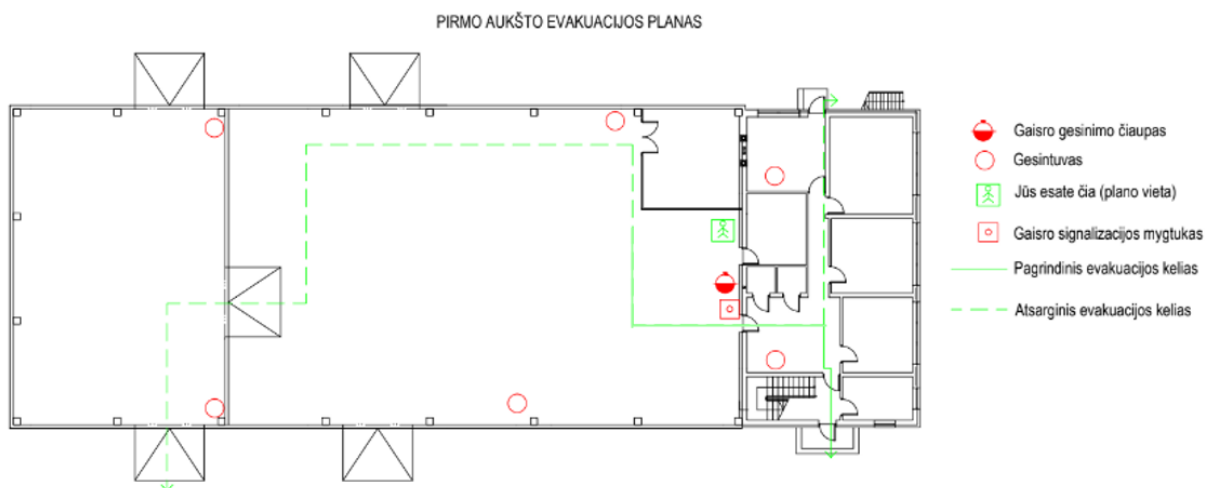 PIRMO AUKŠTO EVAKUACIJOS PLANAS
Gaisro gesinimo čiaupas
Gesintuvas
Jūs esate čia (plano vieta)
Gaisro signalizacijos mygtukas
Pagrindinis evakuacijos kelias
Atsarginis evakuacijos kelias